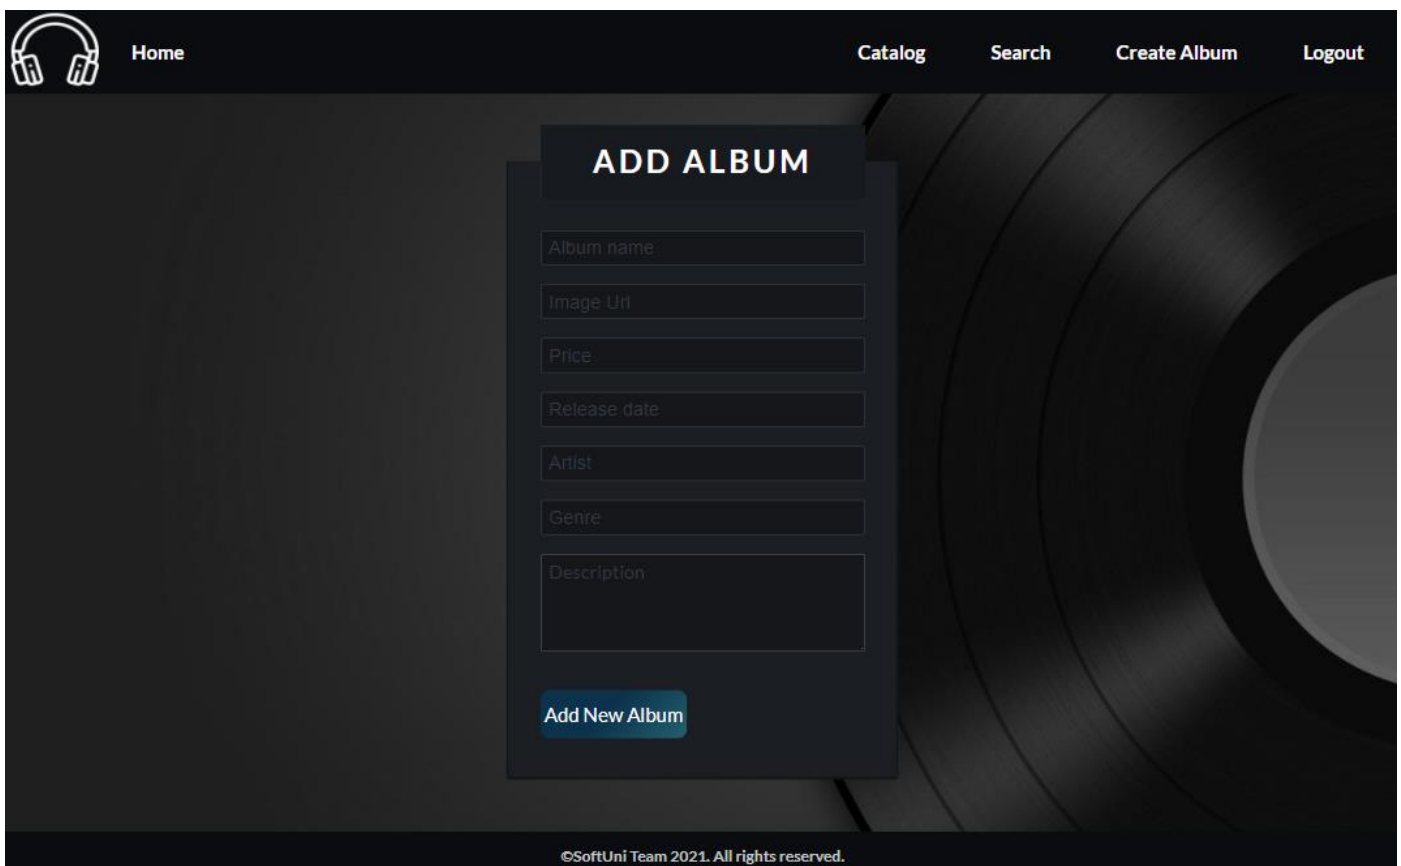 Home Catalog Search Create Album Logout
ADD ALBUM
Album name
Image Url
Price
Release date
Artist
Genre
Description
Add New Album
©SoftUni Team 2021. All rights reserved.